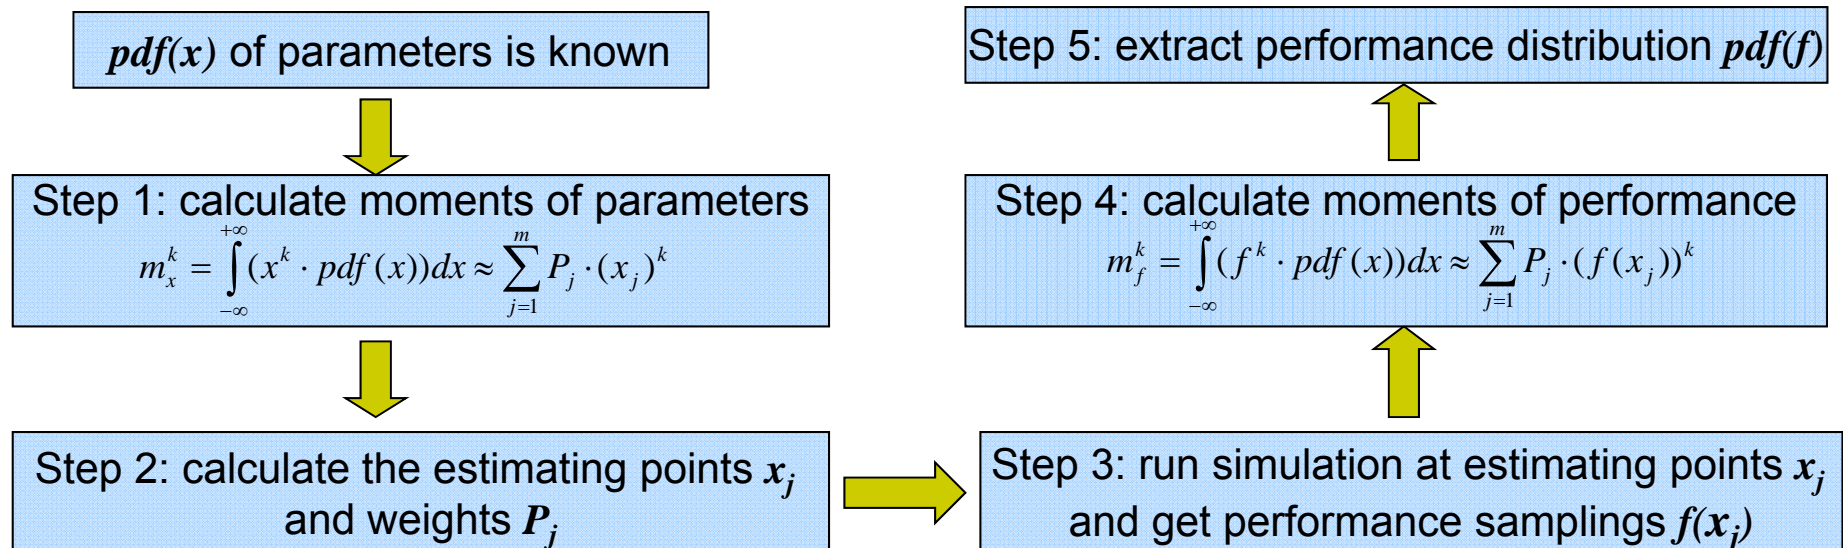 pdf(x) of parameters is known
Step 1: calculate moments of parameters
m_x^k = ∫_{-∞}^{+∞} (x^k · pdf(x))dx ≈ ∑_{j=1}^{m} P_j · (x_j)^k
Step 2: calculate the estimating points x_j
and weights P_j
Step 3: run simulation at estimating points x_j
and get performance samplings f(x_j)
Step 4: calculate moments of performance
m_f^k = ∫_{-∞}^{+∞} (f^k · pdf(x))dx ≈ ∑_{j=1}^{m} P_j · (f(x_j))^k
Step 5: extract performance distribution pdf(f)